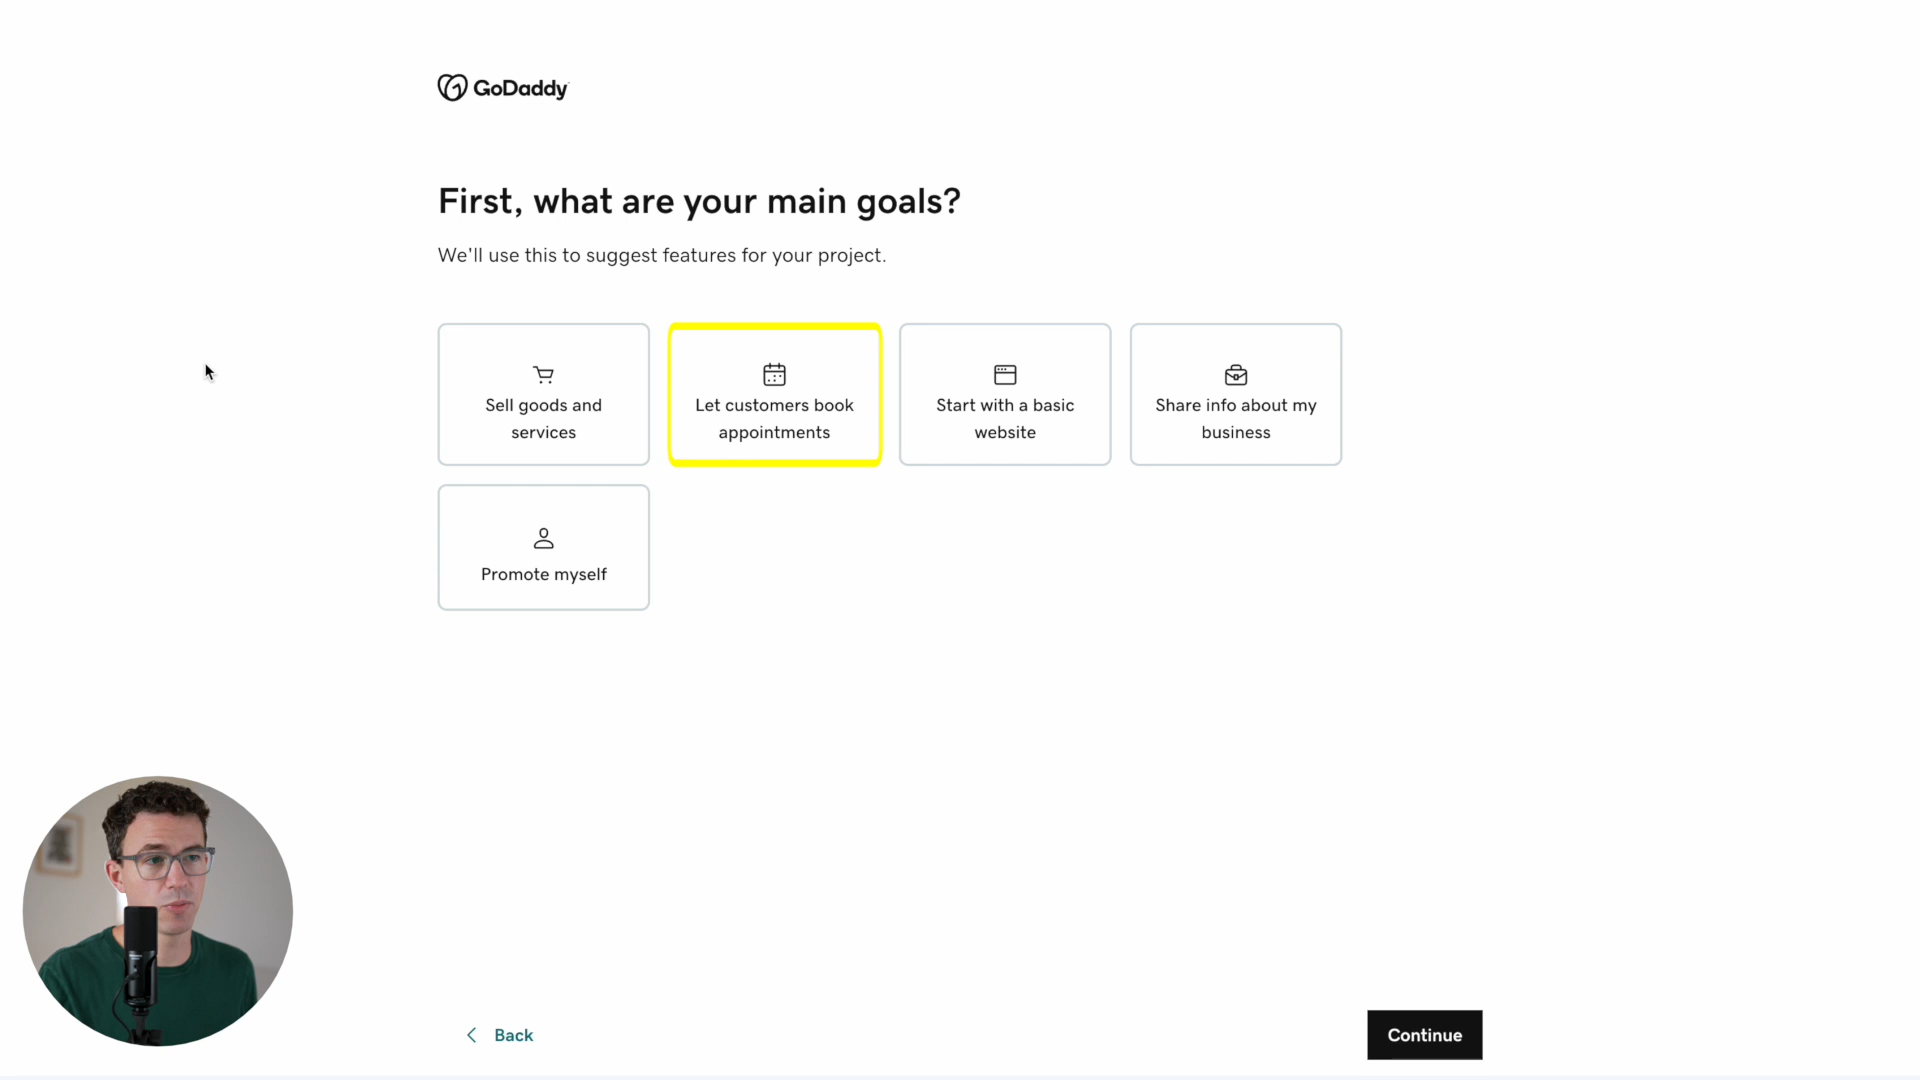 GoDaddy
First, what are your main goals?
We'll use this to suggest features for your project.
Sell goods and
services
Let customers book
appointments
Start with a basic
website
Share info about my
business
Promote myself
Back
Continue